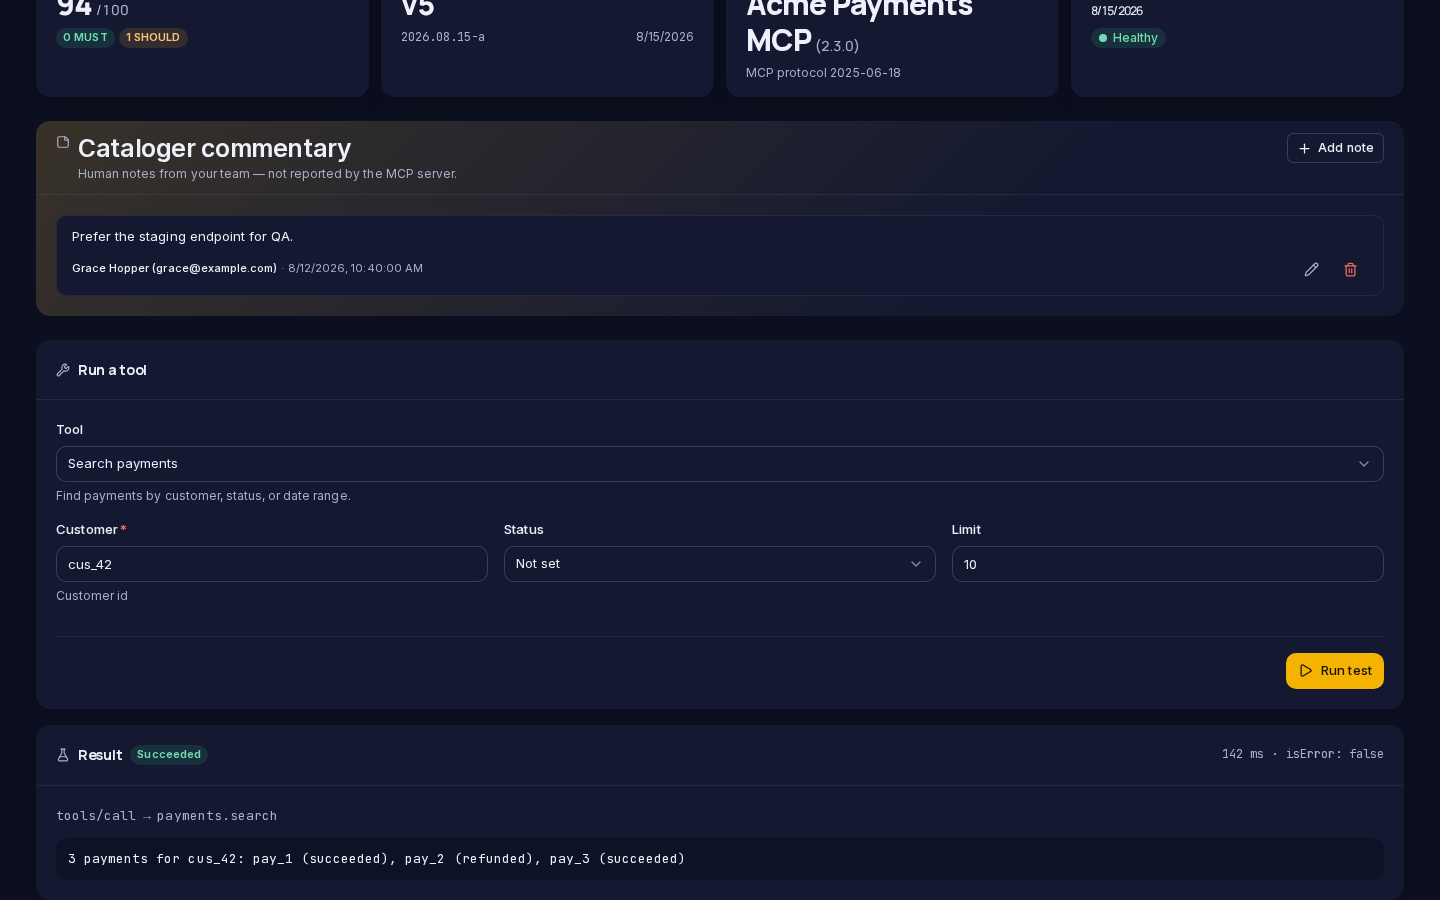 94 /100
0 MUST 1 SHOULD
v5
2026.08.15-a 8/15/2026
Acme Payments
MCP (2.3.0)
MCP protocol 2025-06-18
8/15/2026
Healthy
Cataloger commentary
Human notes from your team — not reported by the MCP server.
Add note
Prefer the staging endpoint for QA.
Grace Hopper (grace@example.com) · 8/12/2026, 10:40:00 AM
Run a tool
Tool
Search payments
Find payments by customer, status, or date range.
Customer * Status Limit
cus_42 Not set 10
Customer id
Run test
Result Succeeded 142 ms · isError: false
tools/call → payments.search
3 payments for cus_42: pay_1 (succeeded), pay_2 (refunded), pay_3 (succeeded)